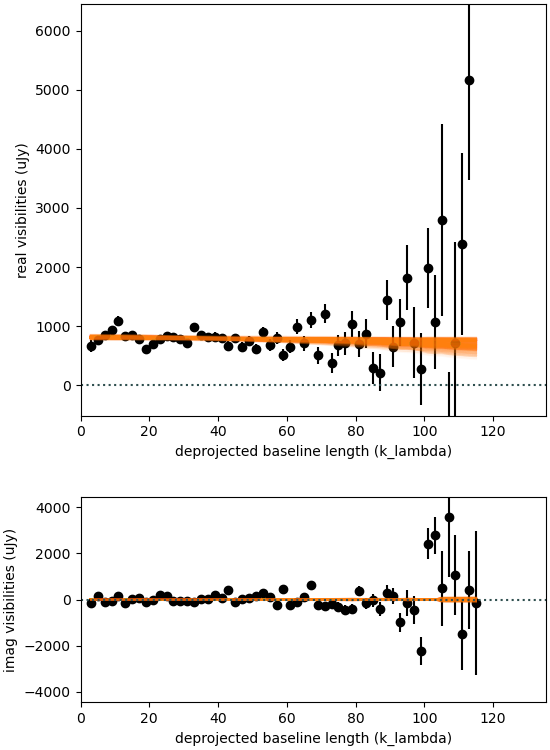 6000
5000
4000
3000
2000
1000
0
real visibilities (uJy)
0 20 40 60 80 100 120
deprojected baseline length (k_lambda)
4000
2000
0
−2000
−4000
imag visibilities (uJy)
0 20 40 60 80 100 120
deprojected baseline length (k_lambda)